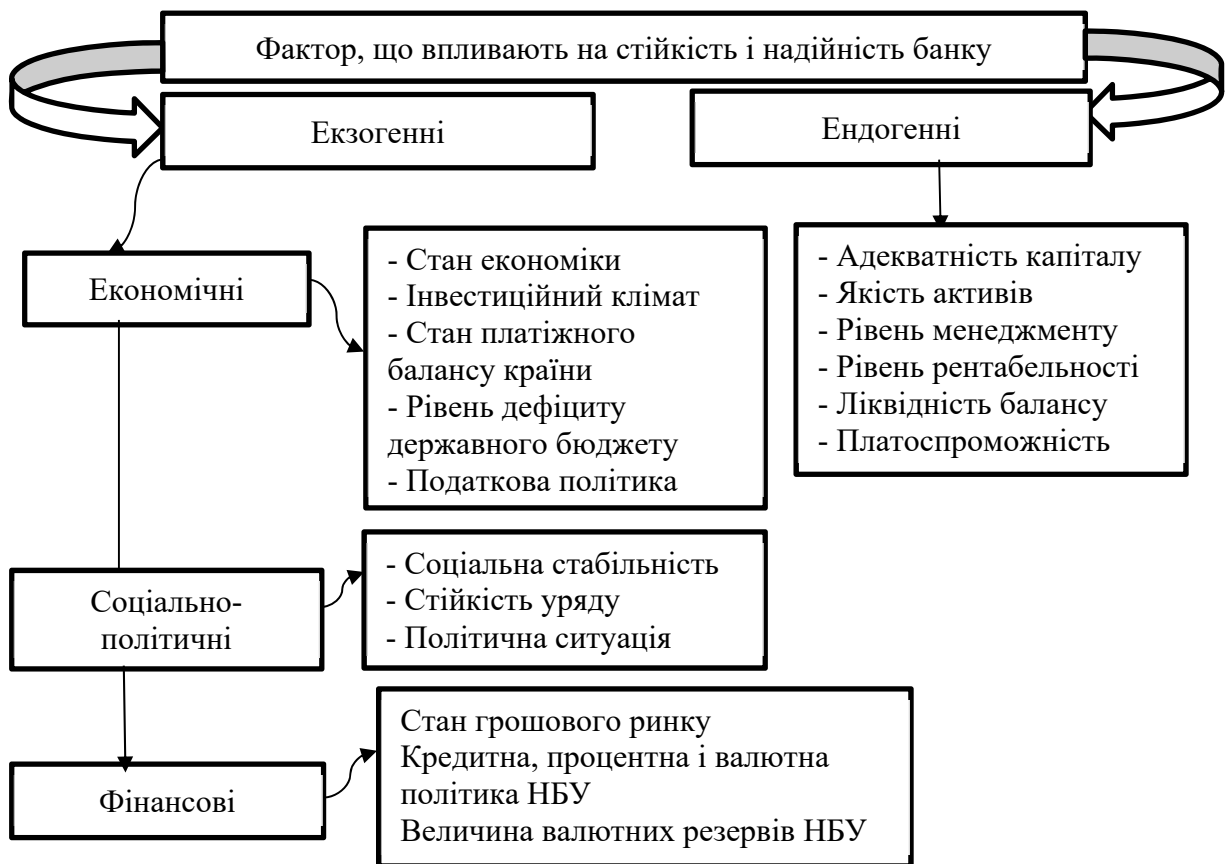 Фактор, що впливають на стійкість і надійність банку
Екзогенні
Ендогенні
Економічні
- Стан економіки
- Інвестиційний клімат
- Стан платіжного
балансу країни
- Рівень дефіциту
державного бюджету
- Податкова політика
- Адекватність капіталу
- Якість активів
- Рівень менеджменту
- Рівень рентабельності
- Ліквідність балансу
- Платоспроможність
Соціально-
політичні
- Соціальна стабільність
- Стійкість уряду
- Політична ситуація
Фінансові
Стан грошового ринку
Кредитна, процентна і валютна
політика НБУ
Величина валютних резервів НБУ